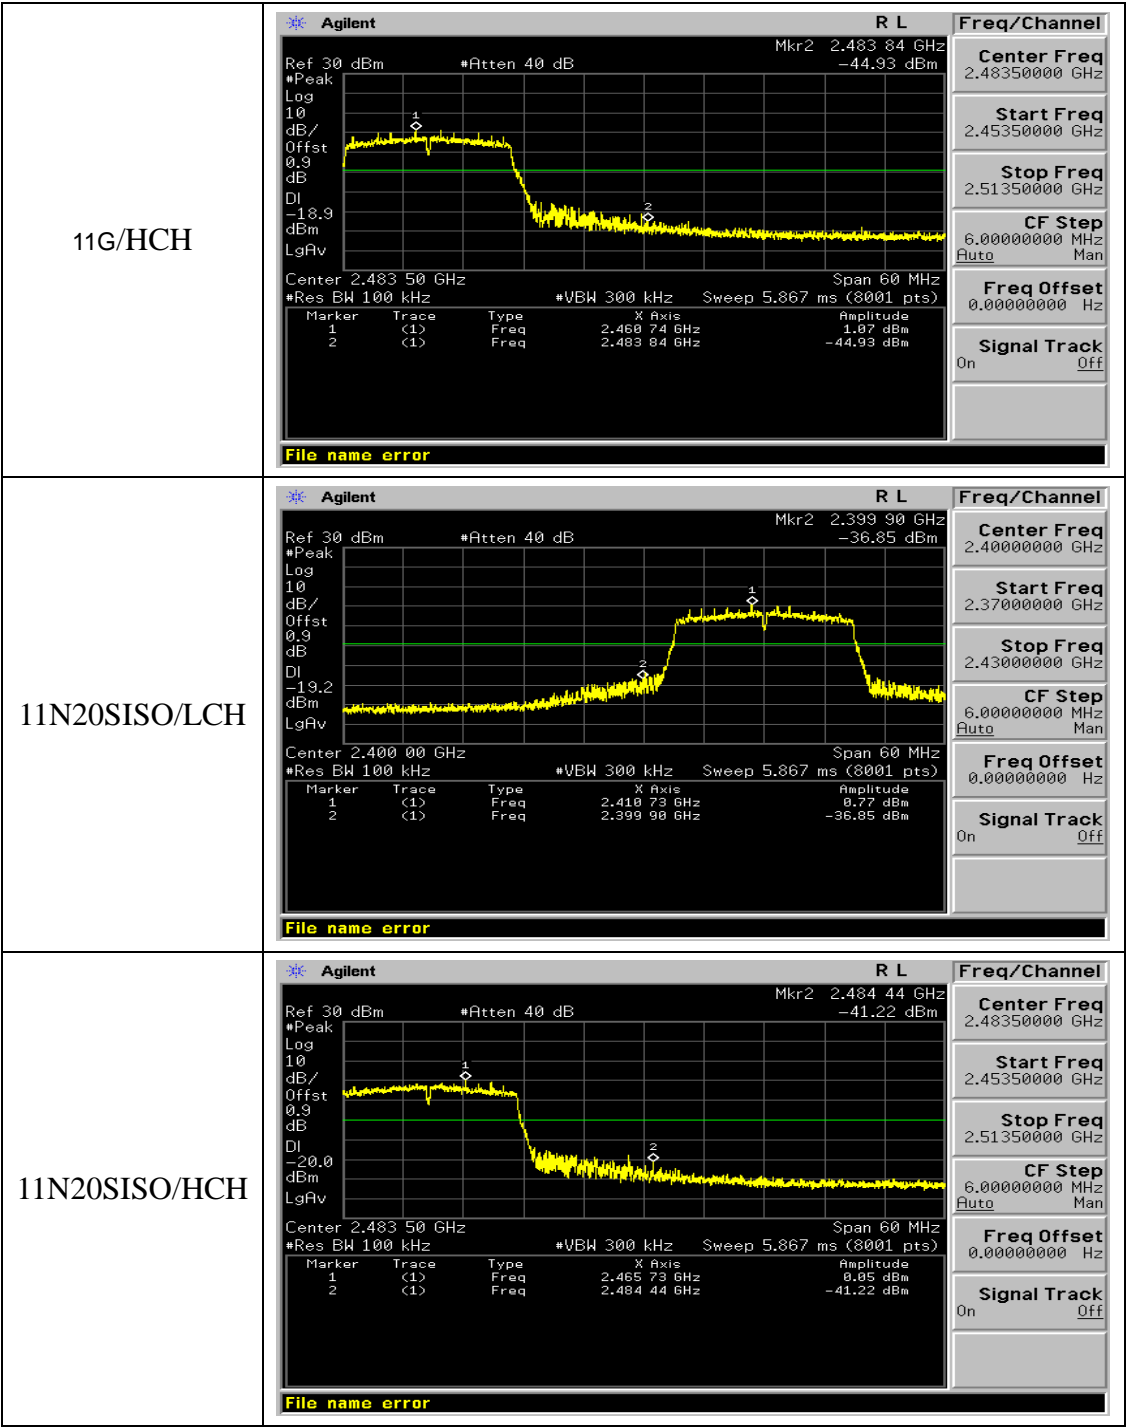 11G/HCH
Agilent R L
Mkr2 2.483 84 GHz
Ref 30 dBm #Atten 40 dB -44.93 dBm
#Peak
Log
10
dB/
Offst
0.9
dB
DI
-18.9
dBm
LgAv
1
2
Center 2.483 50 GHz Span 60 MHz
#Res BW 100 kHz #VBW 300 kHz Sweep 5.867 ms (8001 pts)
Marker Trace Type X Axis Amplitude
1 (1) Freq 2.460 74 GHz 1.07 dBm
2 (1) Freq 2.483 84 GHz -44.93 dBm
File name error
Freq/Channel
Center Freq
2.48350000 GHz
Start Freq
2.45350000 GHz
Stop Freq
2.51350000 GHz
CF Step
6.00000000 MHz
Auto Man
Freq Offset
0.00000000 Hz
Signal Track
On Off
11N20SISO/LCH
Agilent R L
Mkr2 2.399 90 GHz
Ref 30 dBm #Atten 40 dB -36.85 dBm
#Peak
Log
10
dB/
Offst
0.9
dB
DI
-19.2
dBm
LgAv
1
2
Center 2.400 00 GHz Span 60 MHz
#Res BW 100 kHz #VBW 300 kHz Sweep 5.867 ms (8001 pts)
Marker Trace Type X Axis Amplitude
1 (1) Freq 2.410 73 GHz 0.77 dBm
2 (1) Freq 2.399 90 GHz -36.85 dBm
File name error
Freq/Channel
Center Freq
2.40000000 GHz
Start Freq
2.37000000 GHz
Stop Freq
2.43000000 GHz
CF Step
6.00000000 MHz
Auto Man
Freq Offset
0.00000000 Hz
Signal Track
On Off
11N20SISO/HCH
Agilent R L
Mkr2 2.484 44 GHz
Ref 30 dBm #Atten 40 dB -41.22 dBm
#Peak
Log
10
dB/
Offst
0.9
dB
DI
-20.0
dBm
LgAv
1
2
Center 2.483 50 GHz Span 60 MHz
#Res BW 100 kHz #VBW 300 kHz Sweep 5.867 ms (8001 pts)
Marker Trace Type X Axis Amplitude
1 (1) Freq 2.465 73 GHz 0.05 dBm
2 (1) Freq 2.484 44 GHz -41.22 dBm
File name error
Freq/Channel
Center Freq
2.48350000 GHz
Start Freq
2.45350000 GHz
Stop Freq
2.51350000 GHz
CF Step
6.00000000 MHz
Auto Man
Freq Offset
0.00000000 Hz
Signal Track
On Off